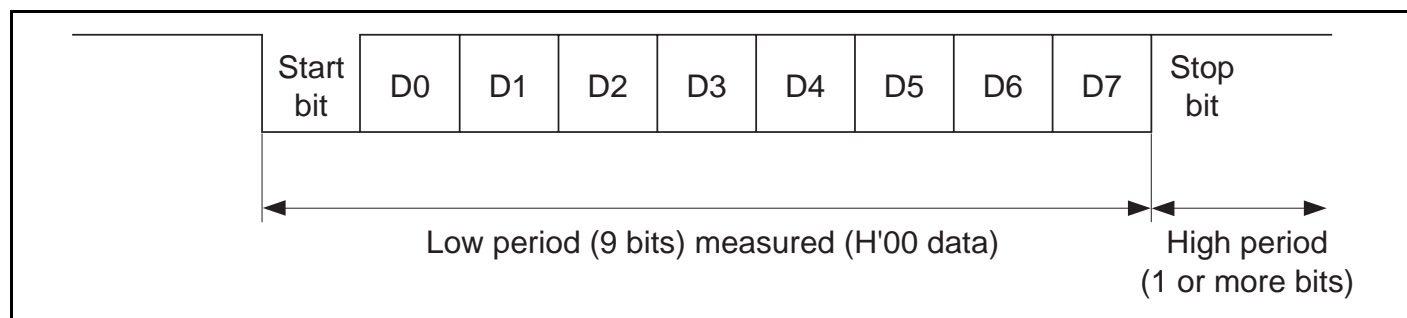 Start
bit
D0
D1
D2
D3
D4
D5
D6
D7
Stop
bit
Low period (9 bits) measured (H'00 data)
High period
(1 or more bits)